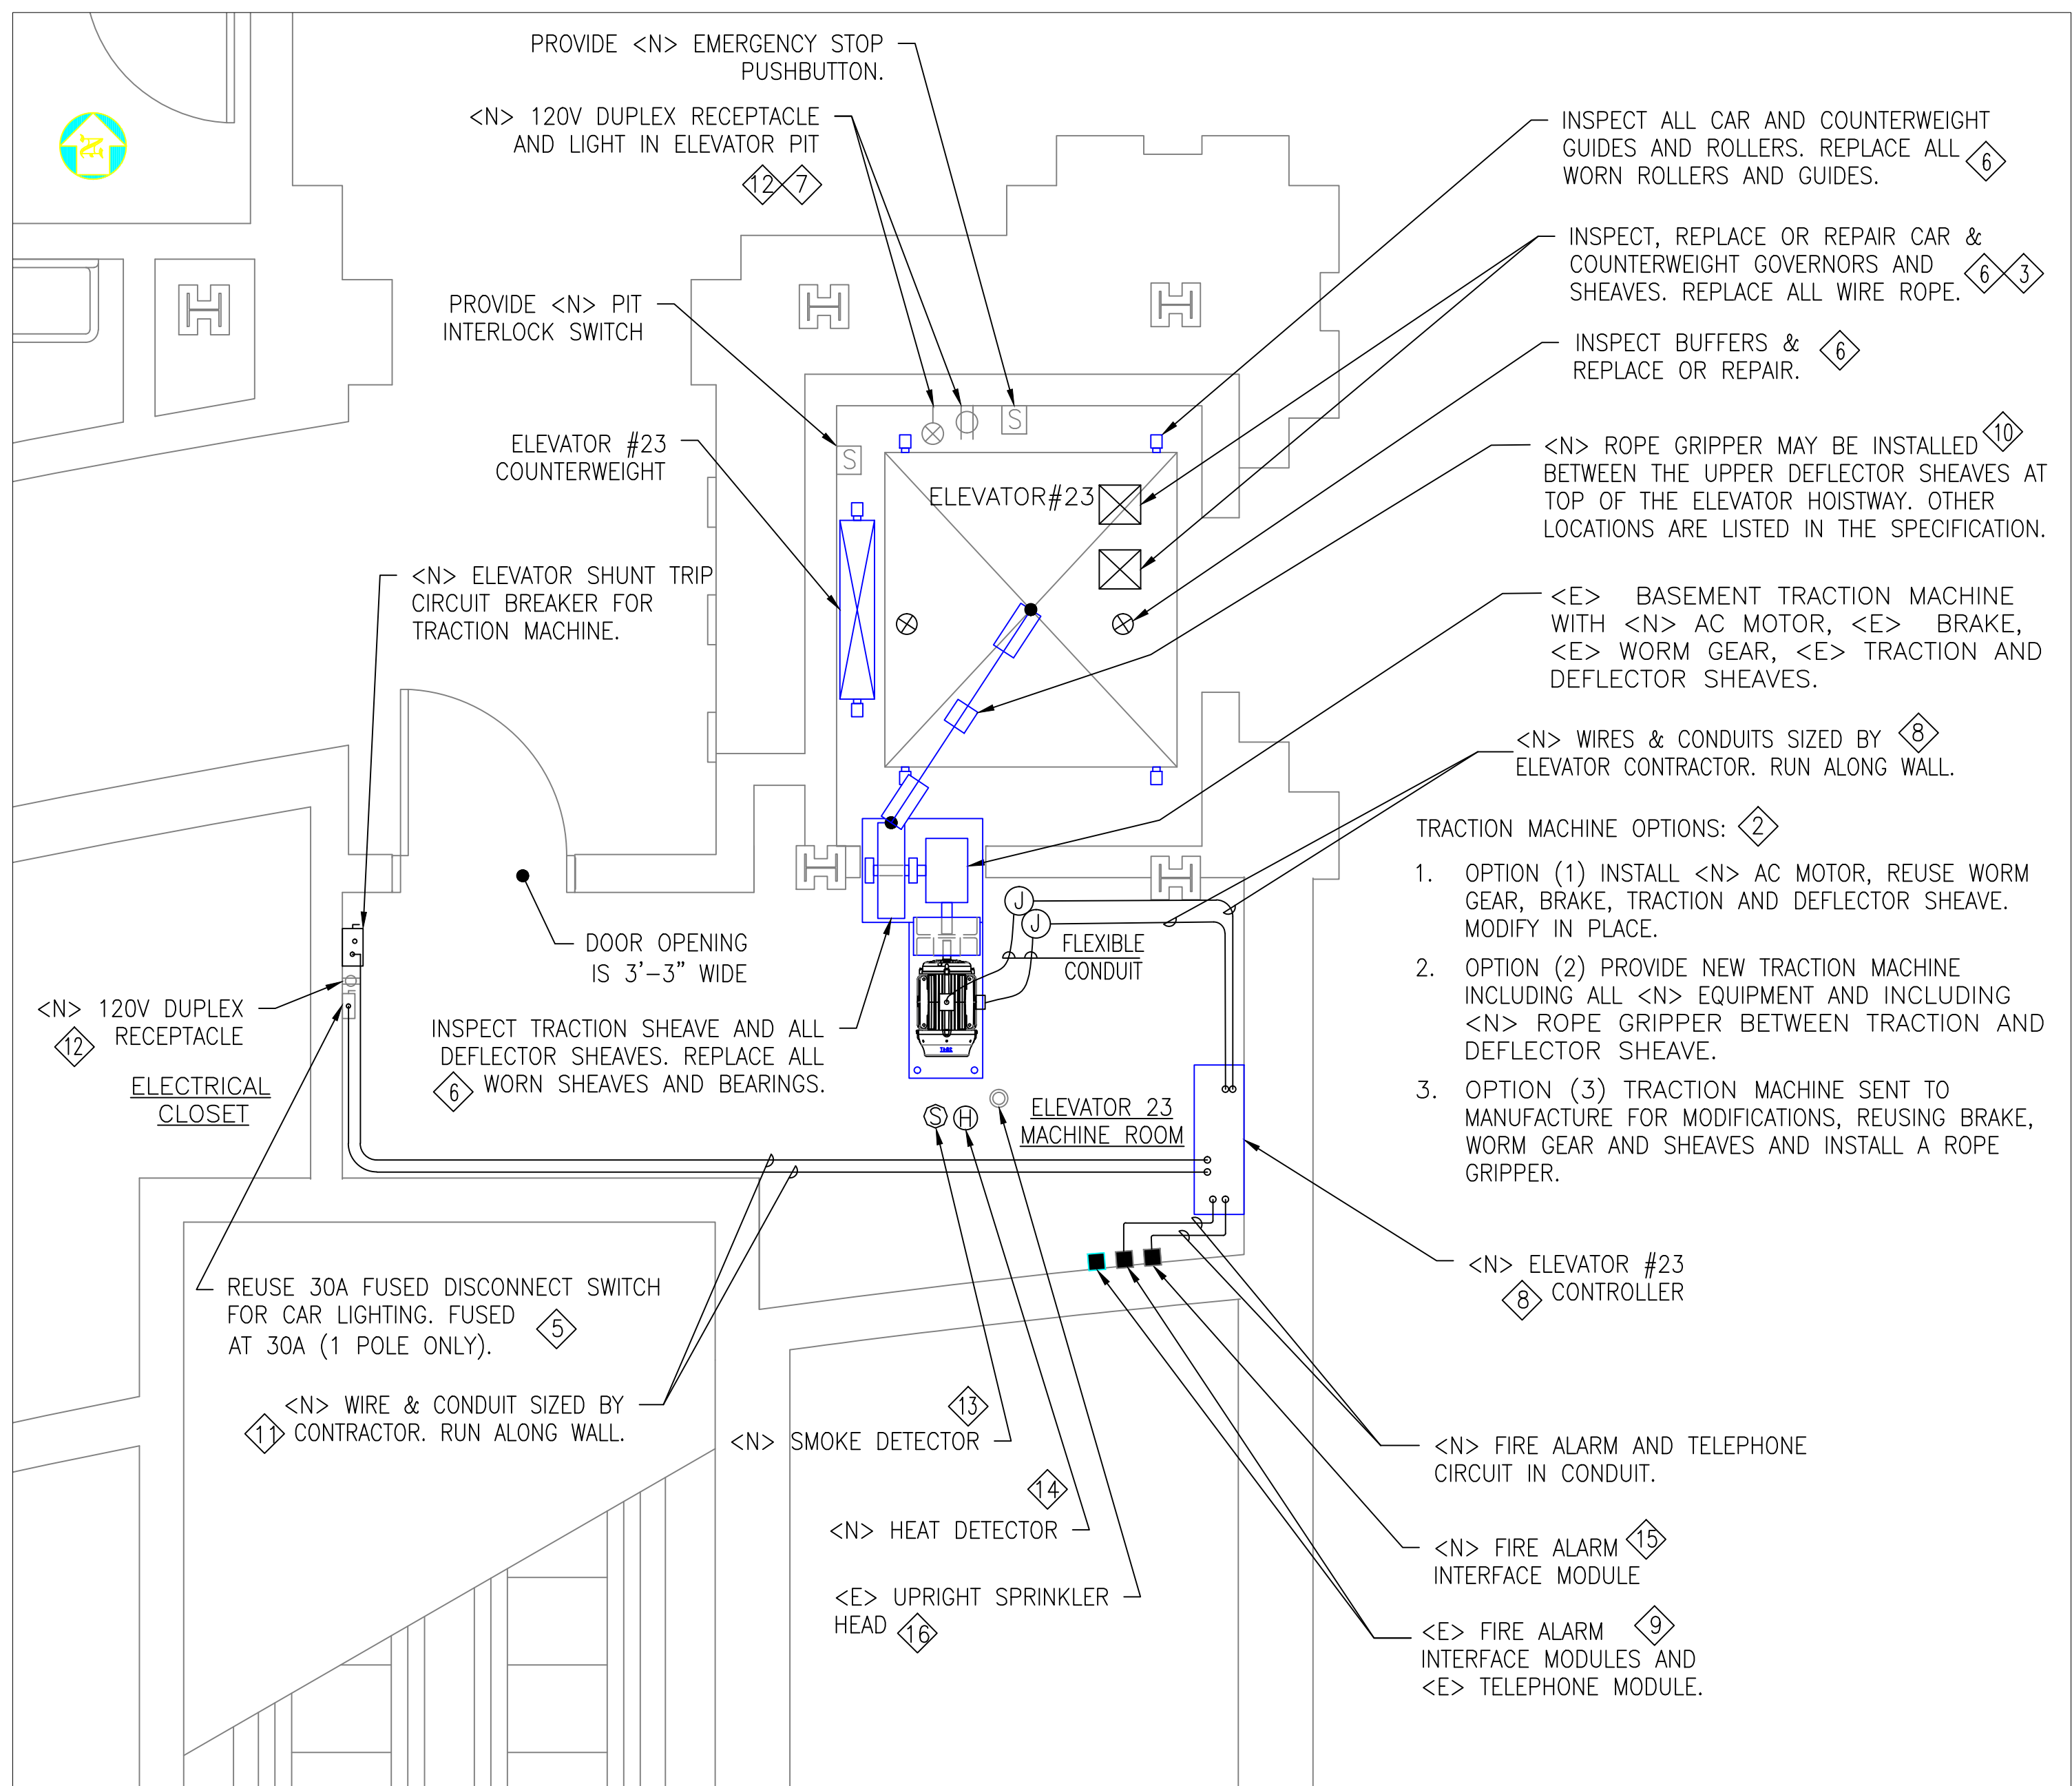 PROVIDE <N> EMERGENCY STOP
PUSHBUTTON.
<N> 120V DUPLEX RECEPTACLE
AND LIGHT IN ELEVATOR PIT
12 7
INSPECT ALL CAR AND COUNTERWEIGHT
GUIDES AND ROLLERS. REPLACE ALL 6
WORN ROLLERS AND GUIDES.
INSPECT, REPLACE OR REPAIR CAR &
COUNTERWEIGHT GOVERNORS AND 6 3
SHEAVES. REPLACE ALL WIRE ROPE.
PROVIDE <N> PIT
INTERLOCK SWITCH
INSPECT BUFFERS & 6
REPLACE OR REPAIR.
S
S
ELEVATOR #23
COUNTERWEIGHT
ELEVATOR#23
<N> ROPE GRIPPER MAY BE INSTALLED 10
BETWEEN THE UPPER DEFLECTOR SHEAVES AT
TOP OF THE ELEVATOR HOISTWAY. OTHER
LOCATIONS ARE LISTED IN THE SPECIFICATION.
<N> ELEVATOR SHUNT TRIP
CIRCUIT BREAKER FOR
TRACTION MACHINE.
<E> BASEMENT TRACTION MACHINE
WITH <N> AC MOTOR, <E> BRAKE,
<E> WORM GEAR, <E> TRACTION AND
DEFLECTOR SHEAVES.
<N> WIRES & CONDUITS SIZED BY 8
ELEVATOR CONTRACTOR. RUN ALONG WALL.
TRACTION MACHINE OPTIONS: 2
1. OPTION (1) INSTALL <N> AC MOTOR, REUSE WORM
GEAR, BRAKE, TRACTION AND DEFLECTOR SHEAVE.
MODIFY IN PLACE.
2. OPTION (2) PROVIDE NEW TRACTION MACHINE
INCLUDING ALL <N> EQUIPMENT AND INCLUDING
<N> ROPE GRIPPER BETWEEN TRACTION AND
DEFLECTOR SHEAVE.
3. OPTION (3) TRACTION MACHINE SENT TO
MANUFACTURE FOR MODIFICATIONS, REUSING BRAKE,
WORM GEAR AND SHEAVES AND INSTALL A ROPE
GRIPPER.
J
J
FLEXIBLE
CONDUIT
DOOR OPENING
IS 3'-3" WIDE
<N> 120V DUPLEX
12 RECEPTACLE
ELECTRICAL
CLOSET
INSPECT TRACTION SHEAVE AND ALL
DEFLECTOR SHEAVES. REPLACE ALL
6 WORN SHEAVES AND BEARINGS.
S H
ELEVATOR 23
MACHINE ROOM
REUSE 30A FUSED DISCONNECT SWITCH
FOR CAR LIGHTING. FUSED 5
AT 30A (1 POLE ONLY).
<N> WIRE & CONDUIT SIZED BY
11 CONTRACTOR. RUN ALONG WALL.
13
<N> SMOKE DETECTOR
14
<N> HEAT DETECTOR
<E> UPRIGHT SPRINKLER
HEAD 16
<N> ELEVATOR #23
8 CONTROLLER
<N> FIRE ALARM AND TELEPHONE
CIRCUIT IN CONDUIT.
<N> FIRE ALARM 15
INTERFACE MODULE
<E> FIRE ALARM 9
INTERFACE MODULES AND
<E> TELEPHONE MODULE.